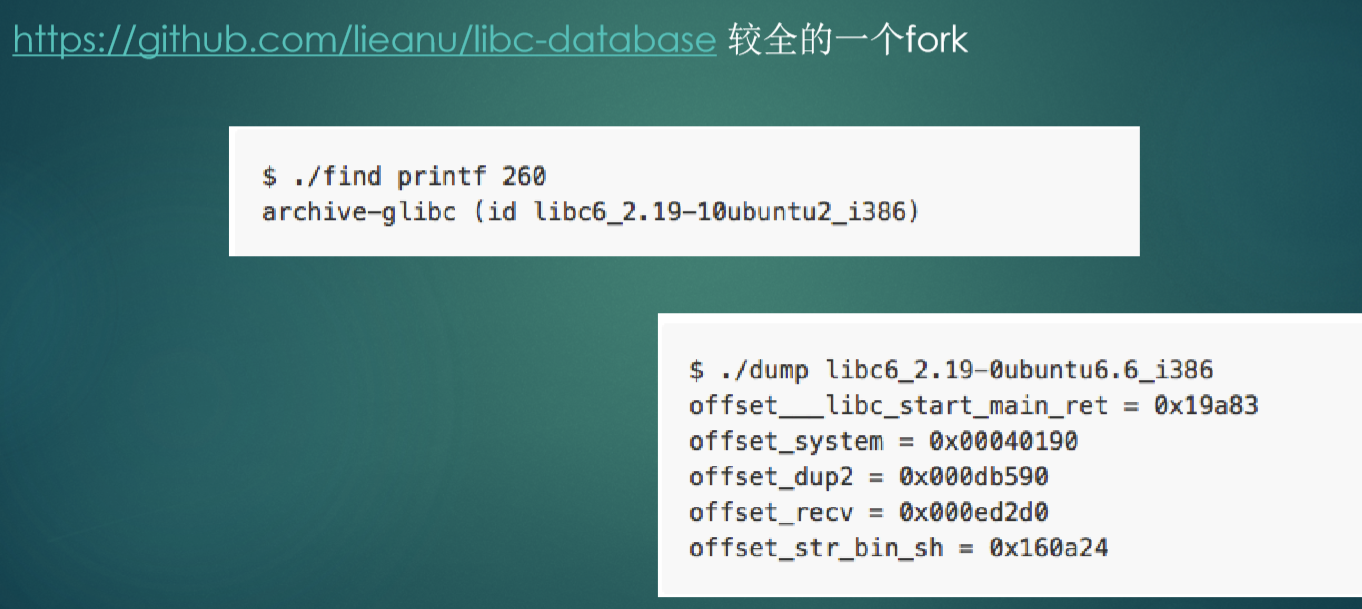 https://github.com/lieanu/libc-database 较全的一个fork
$ ./find printf 260
archive-glibc (id libc6_2.19-10ubuntu2_i386)
$ ./dump libc6_2.19-0ubuntu6.6_i386
offset___libc_start_main_ret = 0x19a83
offset_system = 0x00040190
offset_dup2 = 0x000db590
offset_recv = 0x000ed2d0
offset_str_bin_sh = 0x160a24